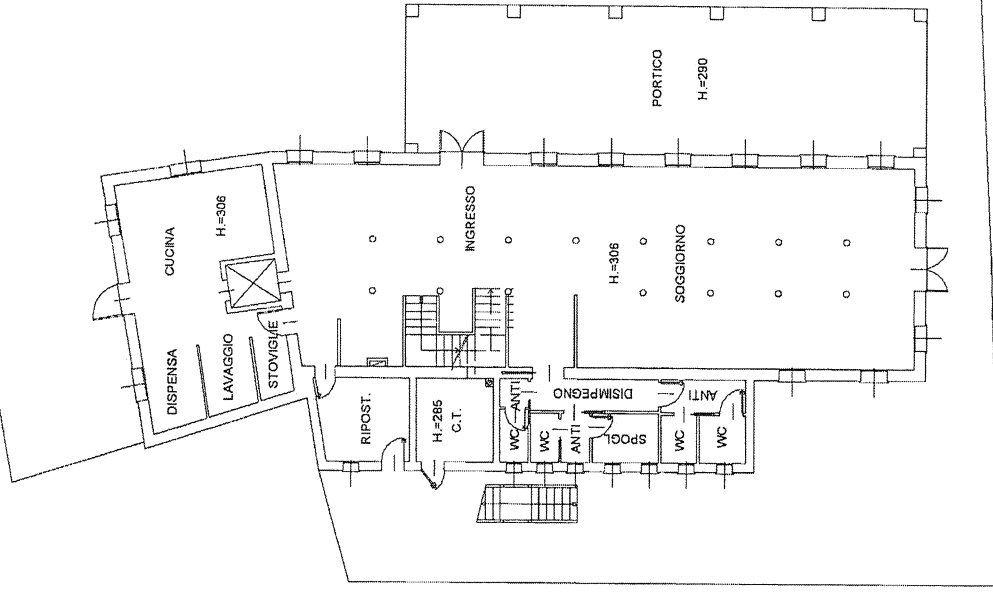 PORTICO
H.=290
CUCINA
H.=306
DISPENSA
LAVAGGIO
STOVIGLIE
INGRESSO
H.=306
SOGGIORNO
RIPOST.
H.=285
C.T.
ANTI
DISIMPEGNO
ANTI
WC
WC
ANTI
SPOGL.
WC
WC